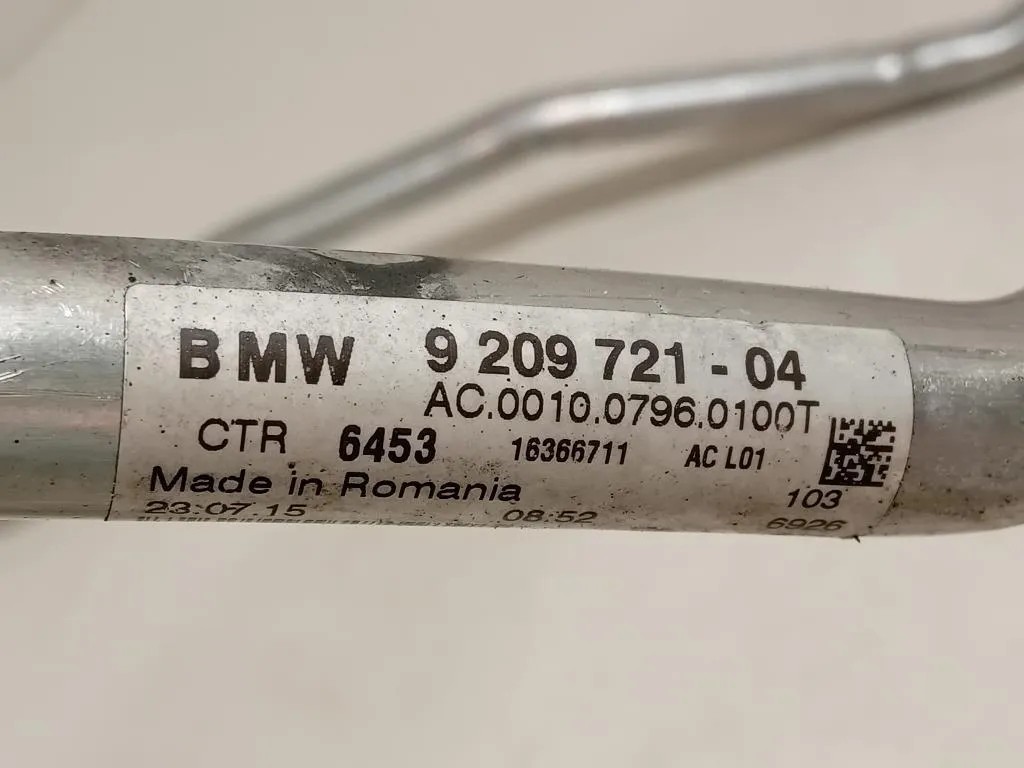 BMW 9 209 721 - 04
AC.0010.0796.0100T
CTR 6453 16366711 AC L01
Made in Romania 103
23.07.15 08:52 6926